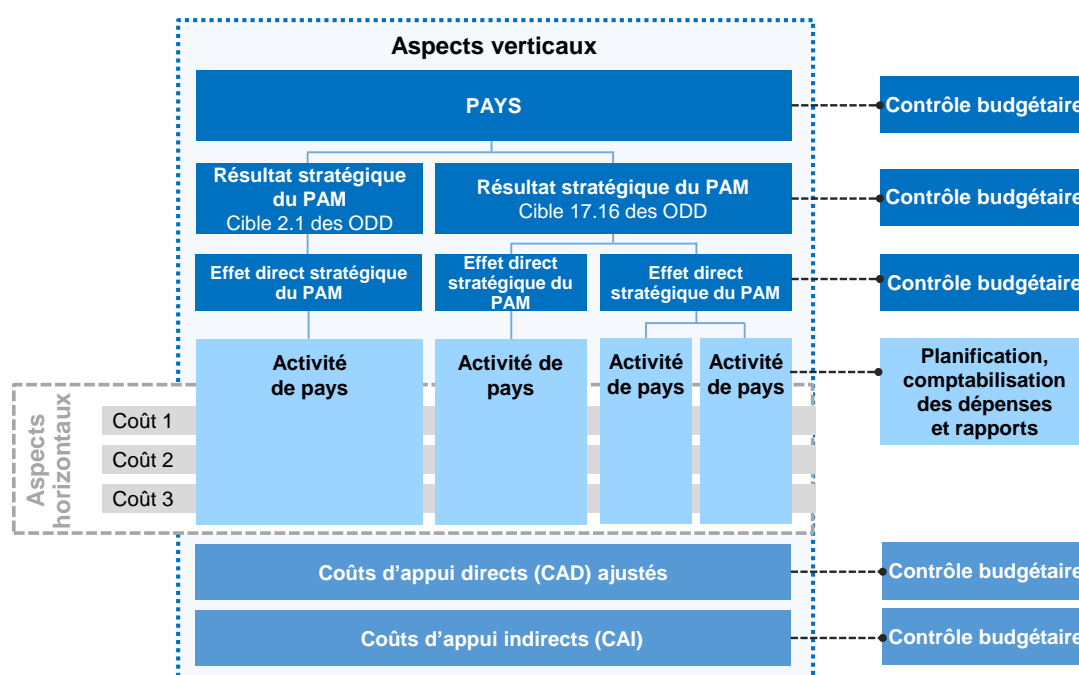 Aspects verticaux
PAYS
Contrôle budgétaire
Résultat stratégique
du PAM
Cible 2.1 des ODD
Résultat stratégique du PAM
Cible 17.16 des ODD
Contrôle budgétaire
Effet direct stratégique
du PAM
Effet direct
stratégique du
PAM
Effet direct
stratégique du PAM
Contrôle budgétaire
Activité
de pays
Activité de
pays
Activité
de pays
Activité
de pays
Planification,
comptabilisation
des dépenses
et rapports
Aspects
horizontaux
Coût 1
Coût 2
Coût 3
Coûts d'appui directs (CAD) ajustés
Contrôle budgétaire
Coûts d'appui indirects (CAI)
Contrôle budgétaire